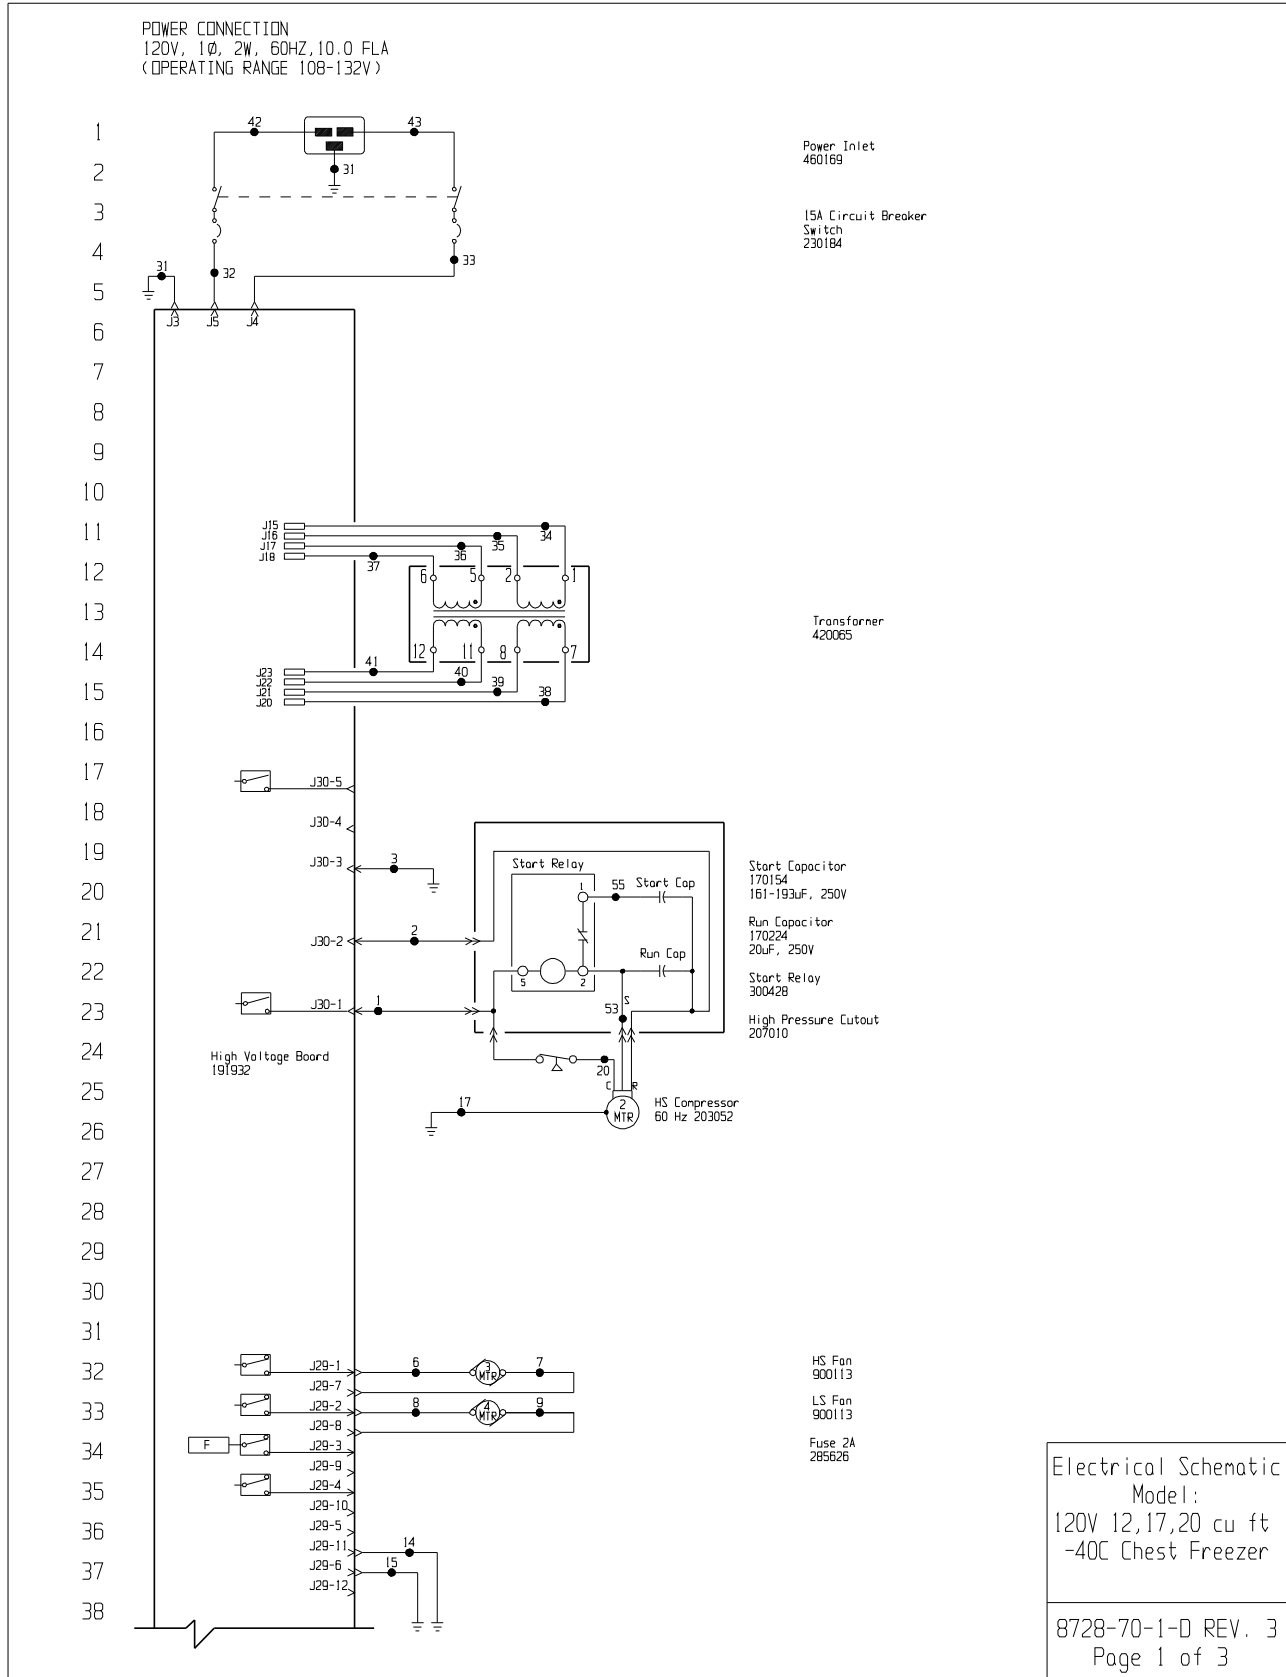 POWER CONNECTION
120V, 1Ø, 2W, 60HZ,10.0 FLA
(OPERATING RANGE 108-132V)
1
42
43
Power Inlet
460169
2
31
3
15A Circuit Breaker
Switch
230184
4
31
32
33
5
J3
J5
J4
6
7
8
9
10
11
J15
J16
J17
J18
34
35
36
37
12
6
5
2
1
13
Transformer
420065
14
12
11
8
7
41
40
39
38
15
J23
J22
J21
J20
16
17
J30-5
18
J30-4
19
J30-3
3
Start Relay
Start Capacitor
170154
161-193uF, 250V
20
1
55
Start Cap
21
J30-2
2
Run Capacitor
170224
20uF, 250V
22
5
2
Run Cap
Start Relay
300428
23
J30-1
1
53
S
High Pressure Cutout
207010
24
High Voltage Board
191932
20
25
C
R
17
2
MTR
HS Compressor
60 Hz 203052
26
27
28
29
30
31
32
J29-1
6
3
MTR
7
HS Fan
900113
J29-7
33
J29-2
8
4
MTR
9
LS Fan
900113
J29-8
34
F
J29-3
Fuse 2A
285626
J29-9
35
J29-4
J29-10
36
J29-5
J29-11
14
37
J29-6
15
J29-12
38
Electrical Schematic
Model:
120V 12,17,20 cu ft
-40C Chest Freezer
8728-70-1-D REV. 3
Page 1 of 3